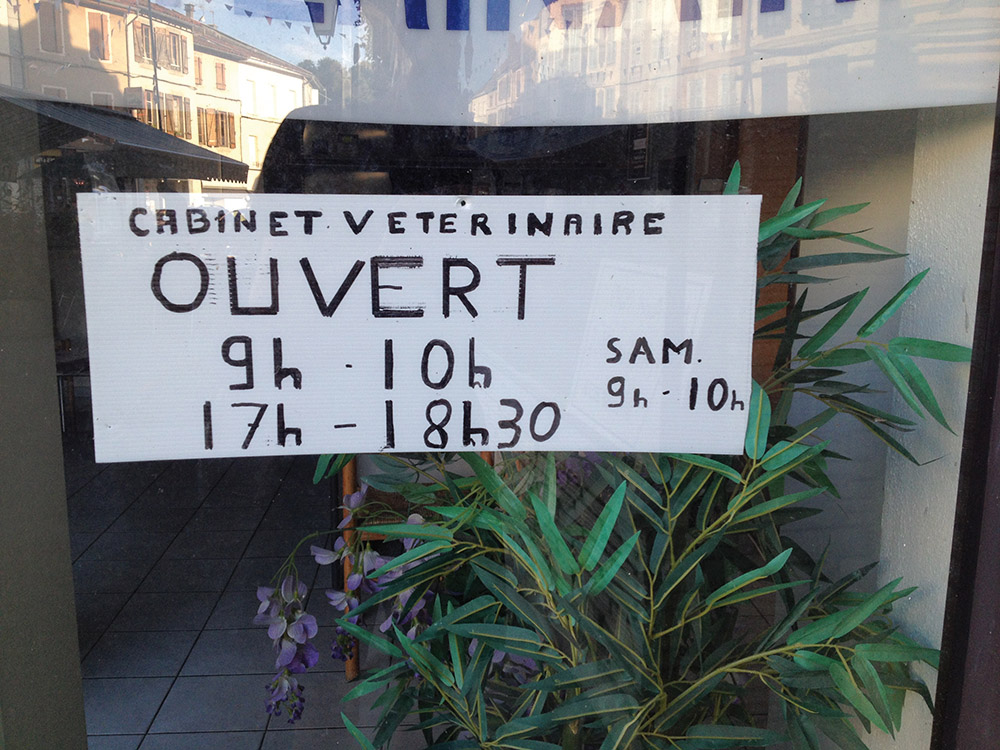 CABINET VETERINAIRE
OUVERT
9h - 10h
17h - 18h30
SAM.
9h - 10h